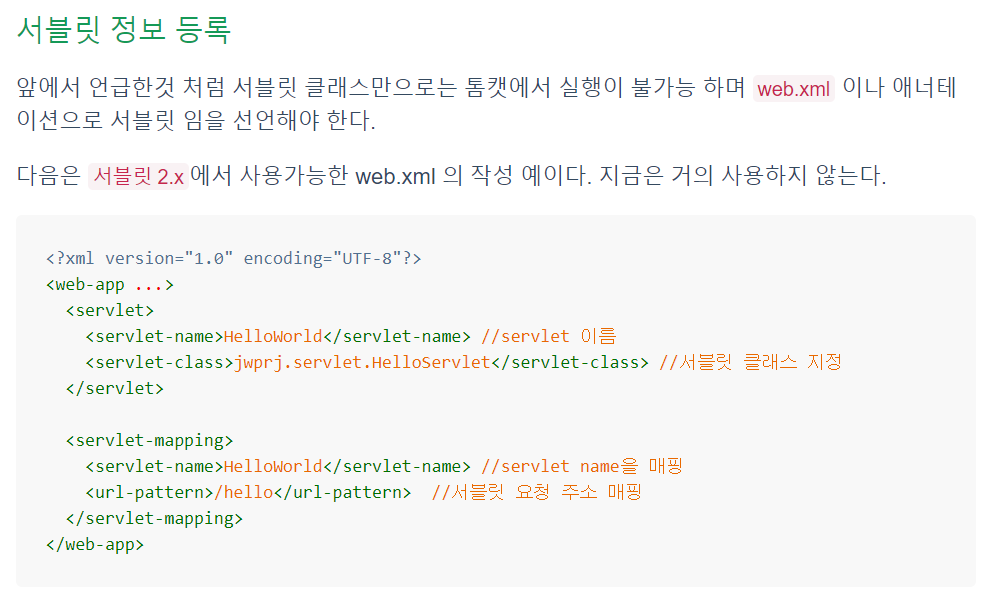 서블릿 정보 등록
앞에서 언급한것 처럼 서블릿 클래스만으로는 톰캣에서 실행이 불가능 하며 web.xml 이나 애너테
이션으로 서블릿 임을 선언해야 한다.
다음은 서블릿 2.x에서 사용가능한 web.xml 의 작성 예이다. 지금은 거의 사용하지 않는다.
<?xml version="1.0" encoding="UTF-8"?>
<web-app ...>
  <servlet>
    <servlet-name>HelloWorld</servlet-name> //servlet 이름
    <servlet-class>jwprj.servlet.HelloServlet</servlet-class> //서블릿 클래스 지정
  </servlet>
  <servlet-mapping>
    <servlet-name>HelloWorld</servlet-name> //servlet name을 매핑
    <url-pattern>/hello</url-pattern>  //서블릿 요청 주소 매핑
  </servlet-mapping>
</web-app>